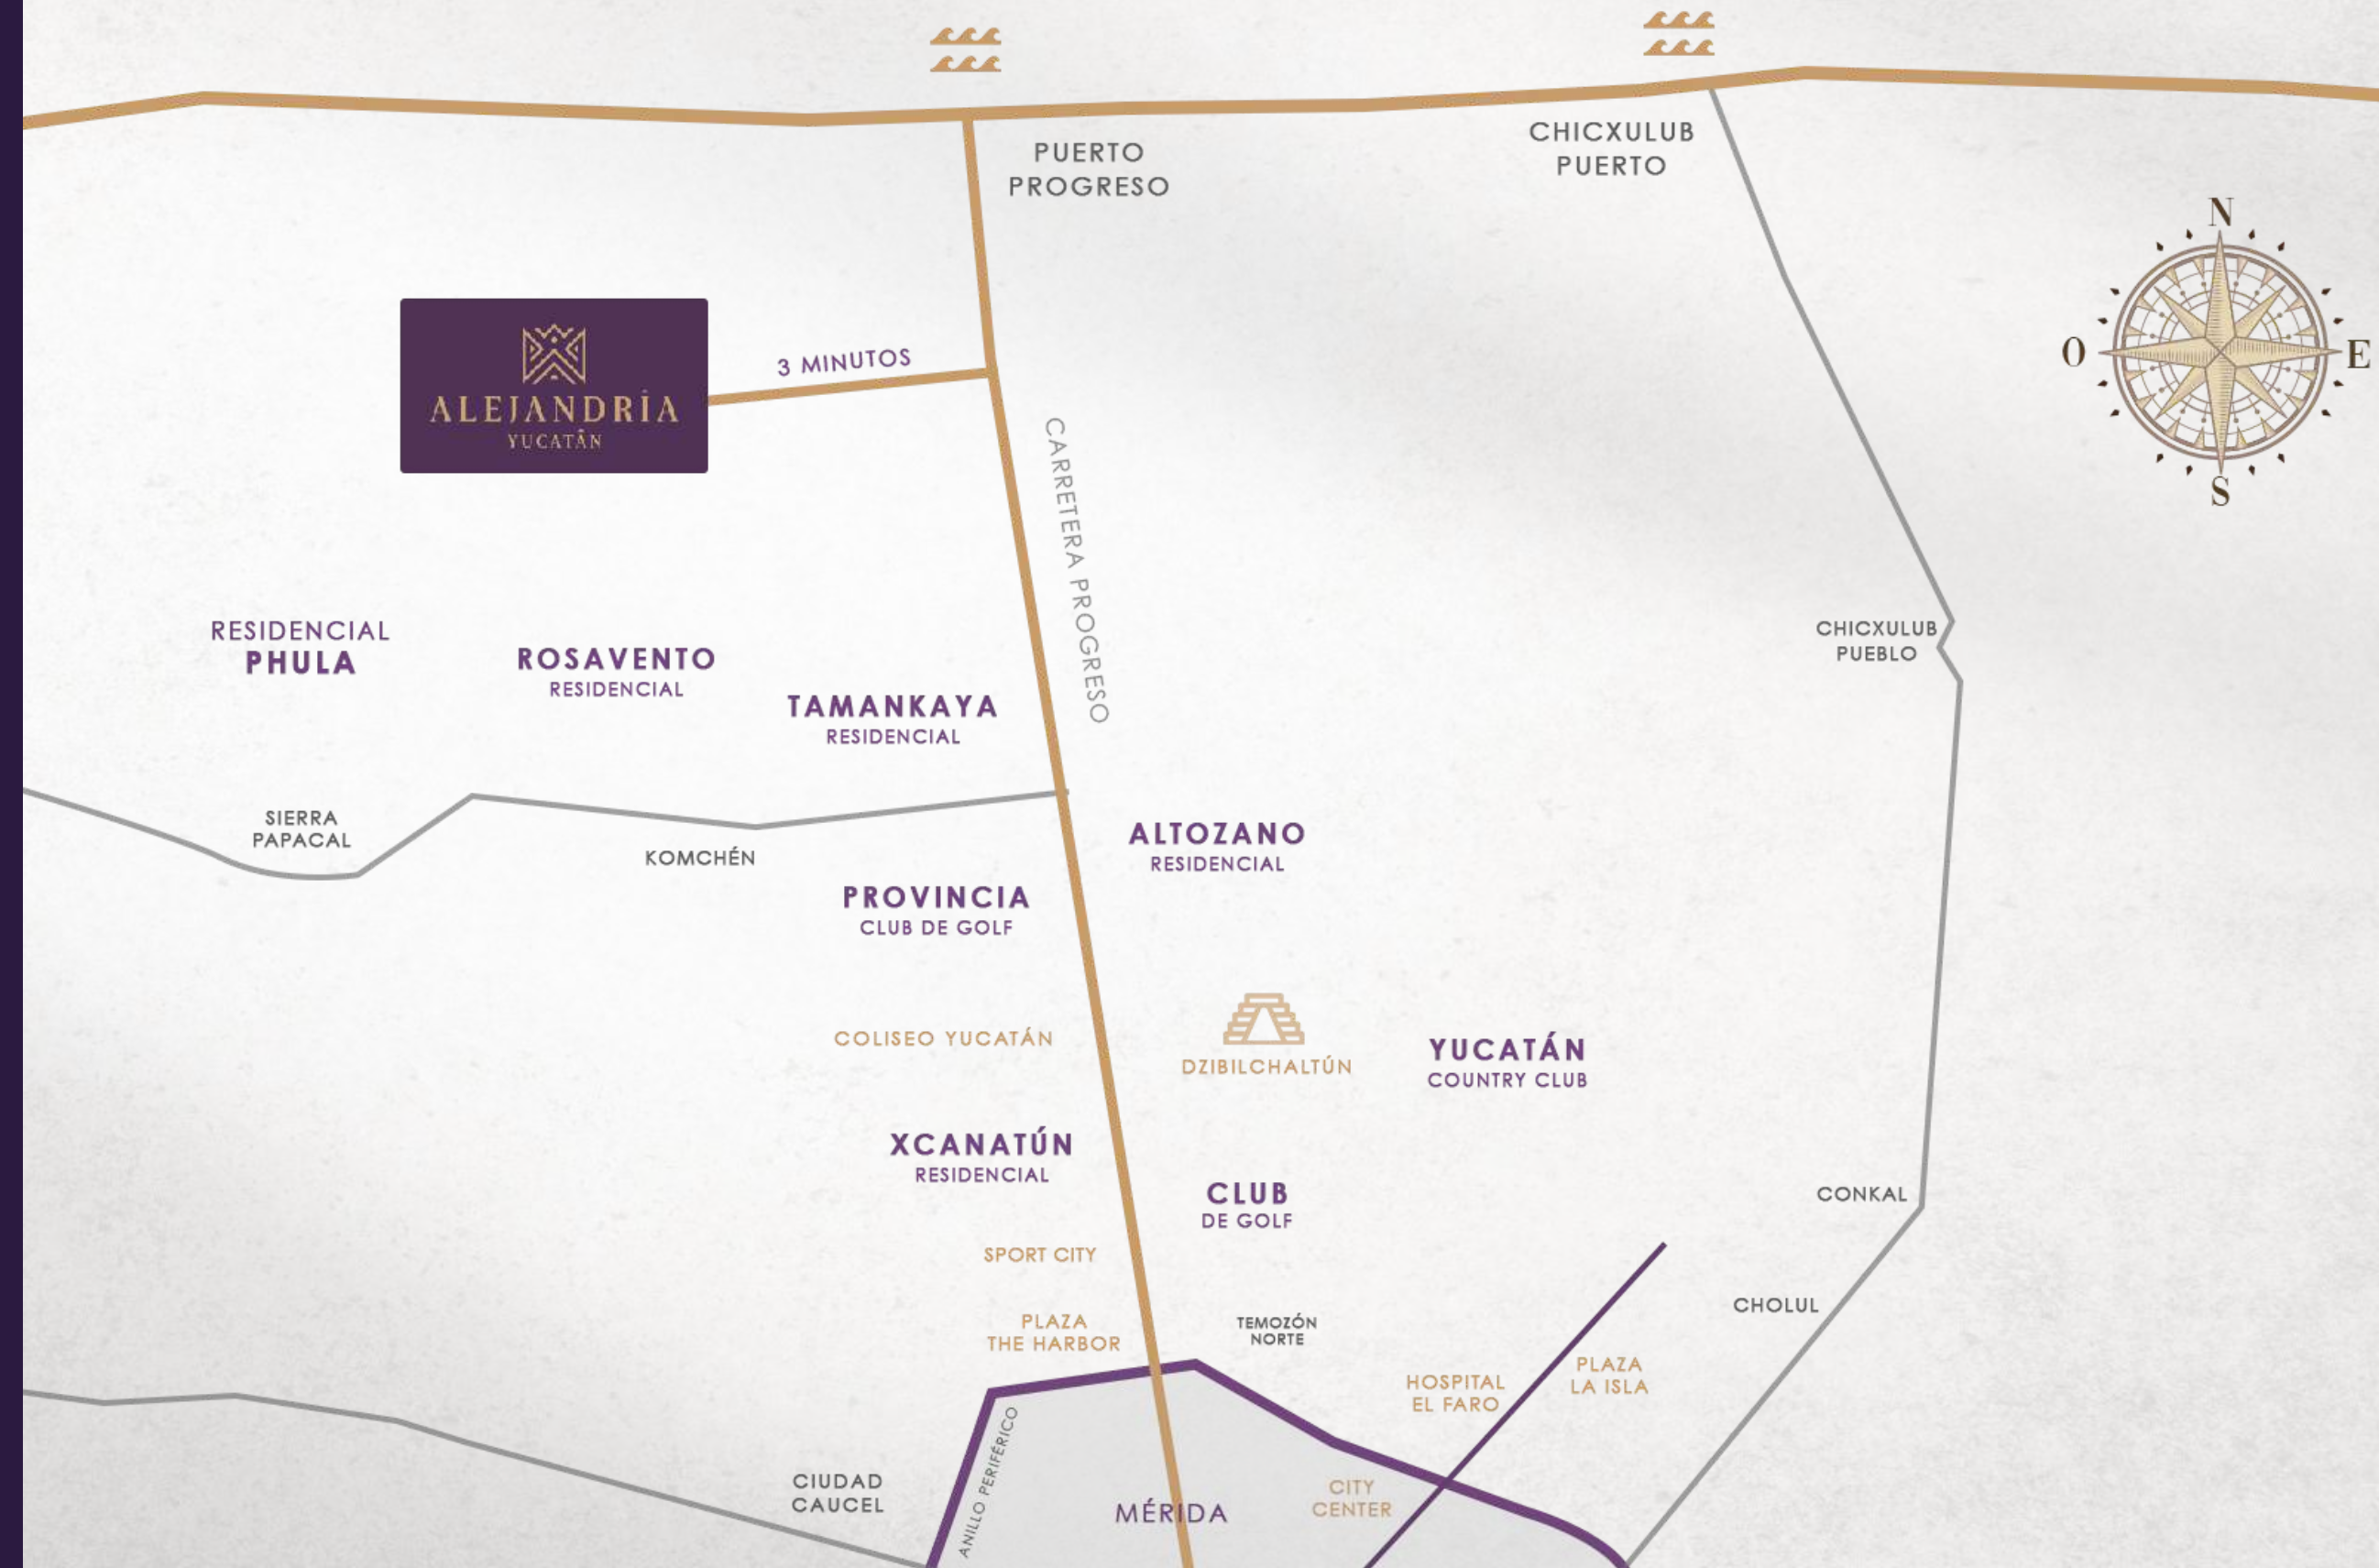 PUERTO
PROGRESO
CHICXULUB
PUERTO
N
O
E
S
3 MINUTOS
ALEJANDRÍA
YUCATÁN
CARRETERA PROGRESO
RESIDENCIAL
PHULA
ROSAVENTO
RESIDENCIAL
TAMANKAYA
RESIDENCIAL
CHICXULUB
PUEBLO
SIERRA
PAPACAL
KOMCHÉN
ALTOZANO
RESIDENCIAL
PROVINCIA
CLUB DE GOLF
COLISEO YUCATÁN
DZIBILCHALTÚN
YUCATÁN
COUNTRY CLUB
XCANATÚN
RESIDENCIAL
CLUB
DE GOLF
CONKAL
SPORT CITY
PLAZA
THE HARBOR
TEMOZÓN
NORTE
CHOLUL
HOSPITAL
EL FARO
PLAZA
LA ISLA
ANILLO PERIFÉRICO
CIUDAD
CAUCEL
MÉRIDA
CITY
CENTER